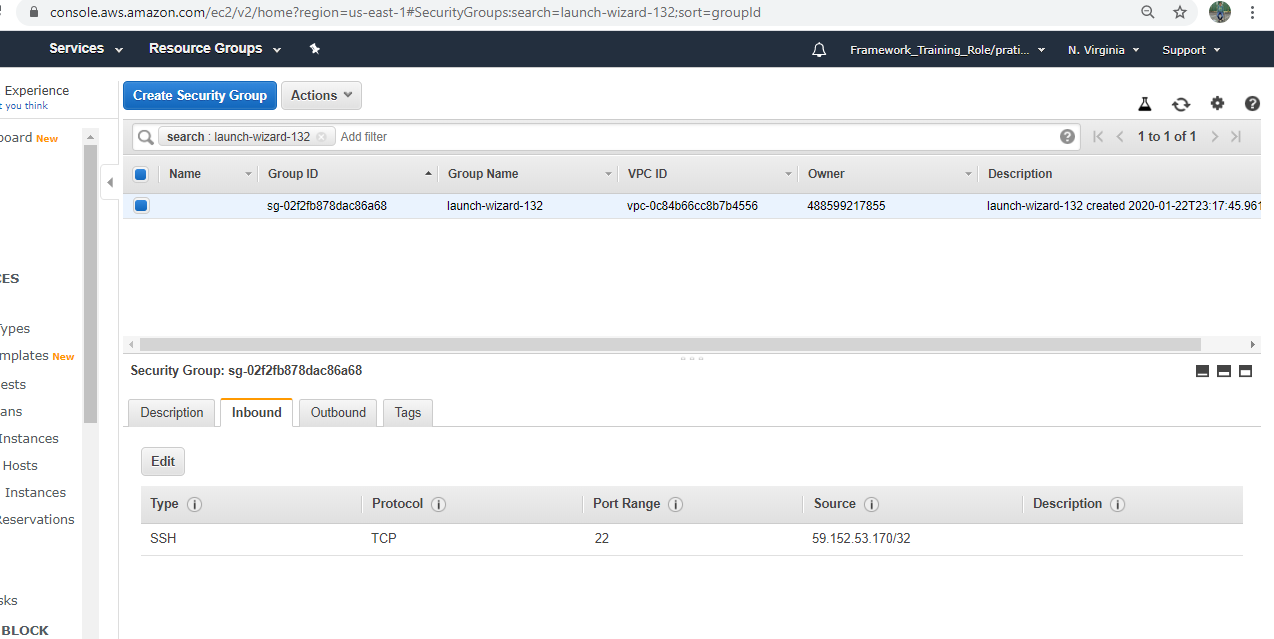 console.aws.amazon.com/ec2/v2/home?region=us-east-1#SecurityGroups:search=launch-wizard-132;sort=groupId
Services Resource Groups Framework_Training_Role/prati... N. Virginia Support
Experience
t you think
Create Security Group Actions
board New
search : launch-wizard-132 Add filter 1 to 1 of 1
Name Group ID Group Name VPC ID Owner Description
sg-02f2fb878dac86a68 launch-wizard-132 vpc-0c84b66cc8b7b4556 488599217855 launch-wizard-132 created 2020-01-22T23:17:45.961
CES
Types
mplates New
Security Group: sg-02f2fb878dac86a68
ests
ans
Description Inbound Outbound Tags
Instances
Hosts
Edit
Instances
Reservations
Type Protocol Port Range Source Description
SSH TCP 22 59.152.53.170/32
sks
BLOCK